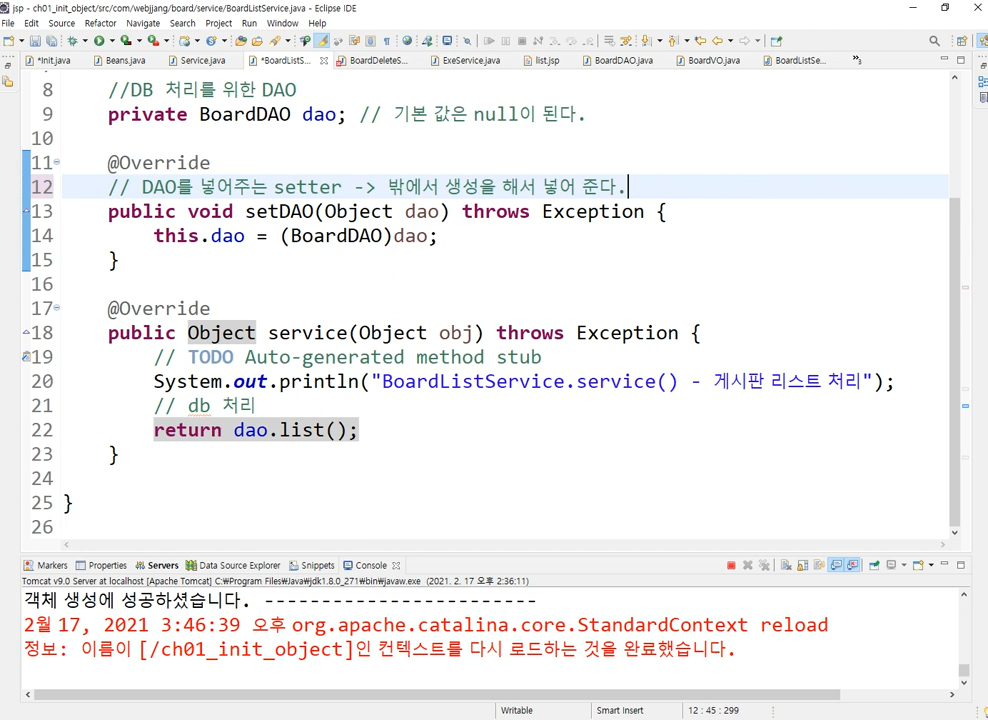 jsp - ch01_init_object/src/com/webjjang/board/service/BoardListService.java - Eclipse IDE
File Edit Source Refactor Navigate Search Project Run Window Help
*Init.java Beans.java Service.java *BoardListS... BoardDeleteS... ExeService.java list.jsp BoardDAO.java BoardVO.java BoardListSe...
8 //DB 처리를 위한 DAO
9 private BoardDAO dao; // 기본 값은 null이 된다.
10
11 @Override
12 // DAO를 넣어주는 setter -> 밖에서 생성을 해서 넣어 준다.
13 public void setDAO(Object dao) throws Exception {
14 this.dao = (BoardDAO)dao;
15 }
16
17 @Override
18 public Object service(Object obj) throws Exception {
19 // TODO Auto-generated method stub
20 System.out.println("BoardListService.service() - 게시판 리스트 처리");
21 // db 처리
22 return dao.list();
23 }
24
25 }
26
Markers Properties Servers Data Source Explorer Snippets Console
Tomcat v9.0 Server at localhost [Apache Tomcat] C:₩Program Files₩Java₩jdk1.8.0_271₩bin₩javaw.exe (2021. 2. 17 오후 2:36:11)
객체 생성에 성공하셨습니다. ------------------------
2월 17, 2021 3:46:39 오후 org.apache.catalina.core.StandardContext reload
정보: 이름이 [/ch01_init_object]인 컨텍스트를 다시 로드하는 것을 완료했습니다.
Writable Smart Insert 12 : 45 : 299